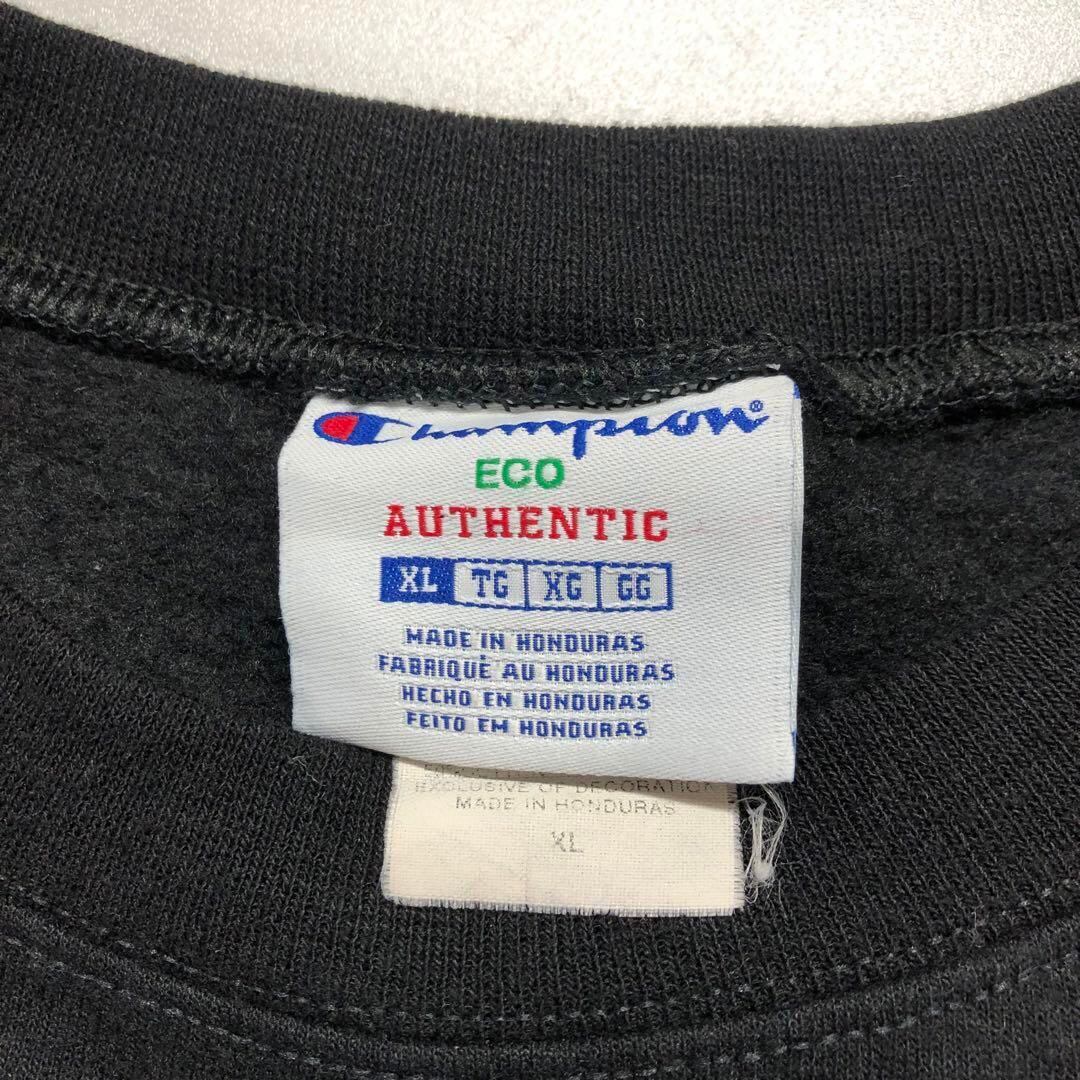 Champion®
ECO
AUTHENTIC
XL TG XG GG
MADE IN HONDURAS
FABRIQUÈ AU HONDURAS
HECHO EN HONDURAS
FEITO EM HONDURAS
EXCLUSIVE OF DECORATION
MADE IN HONDURAS
XL